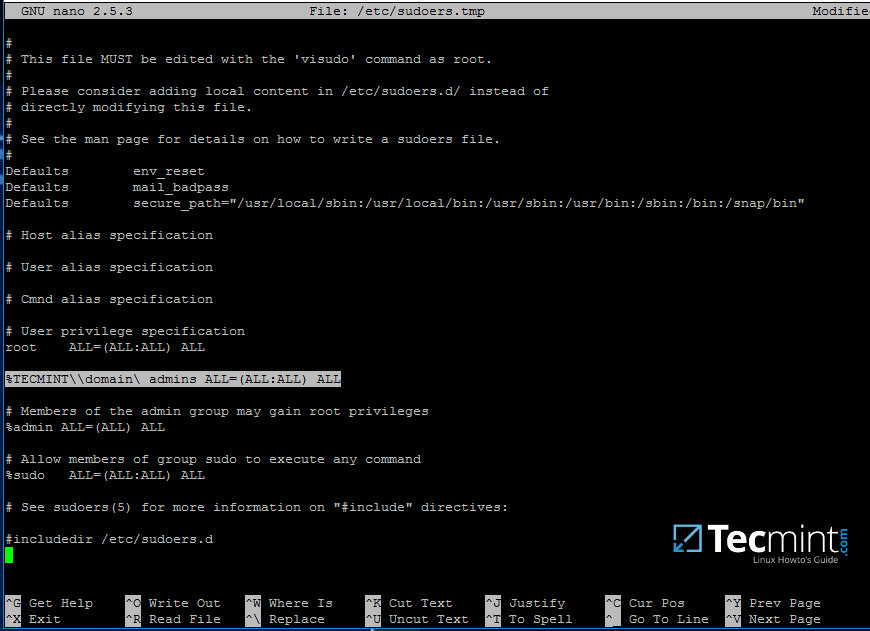 GNU nano 2.5.3 File: /etc/sudoers.tmp Modifie
#
# This file MUST be edited with the 'visudo' command as root.
#
# Please consider adding local content in /etc/sudoers.d/ instead of
# directly modifying this file.
#
# See the man page for details on how to write a sudoers file.
#
Defaults env_reset
Defaults mail_badpass
Defaults secure_path="/usr/local/sbin:/usr/local/bin:/usr/sbin:/usr/bin:/sbin:/bin:/snap/bin"
# Host alias specification
# User alias specification
# Cmnd alias specification
# User privilege specification
root ALL=(ALL:ALL) ALL
%TECMINT\\domain\ admins ALL=(ALL:ALL) ALL
# Members of the admin group may gain root privileges
%admin ALL=(ALL) ALL
# Allow members of group sudo to execute any command
%sudo ALL=(ALL:ALL) ALL
# See sudoers(5) for more information on "#include" directives:
#includedir /etc/sudoers.d
Tecmint.com
Linux Howto's Guide
^G Get Help ^O Write Out ^W Where Is ^K Cut Text ^J Justify ^C Cur Pos ^Y Prev Page
^X Exit ^R Read File ^\ Replace ^U Uncut Text ^T To Spell ^_ Go To Line ^V Next Page